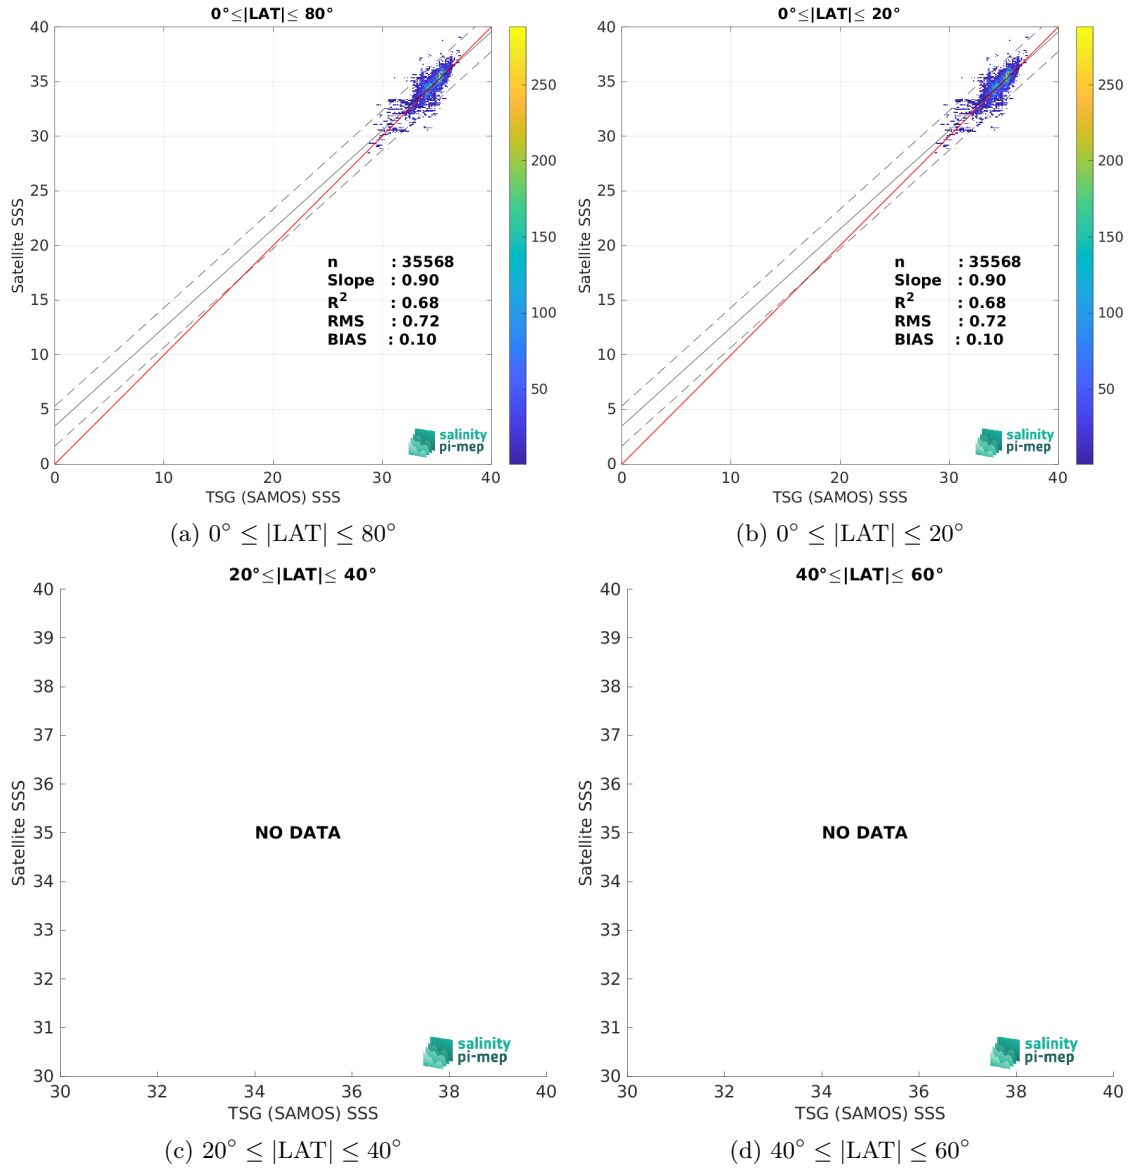 0°≤|LAT|≤ 80°
Satellite SSS
40
35
30
25
20
15
10
5
0
0
10
20
30
40
250
200
150
100
50
n : 35568
Slope : 0.90
R² : 0.68
RMS : 0.72
BIAS : 0.10
salinity
pi-mep
TSG (SAMOS) SSS
(a) 0° ≤ |LAT| ≤ 80°
0°≤|LAT|≤ 20°
Satellite SSS
40
35
30
25
20
15
10
5
0
0
10
20
30
40
250
200
150
100
50
n : 35568
Slope : 0.90
R² : 0.68
RMS : 0.72
BIAS : 0.10
salinity
pi-mep
TSG (SAMOS) SSS
(b) 0° ≤ |LAT| ≤ 20°
20°≤|LAT|≤ 40°
Satellite SSS
40
39
38
37
36
35
34
33
32
31
30
NO DATA
salinity
pi-mep
30
32
34
36
38
40
TSG (SAMOS) SSS
(c) 20° ≤ |LAT| ≤ 40°
40°≤|LAT|≤ 60°
Satellite SSS
40
39
38
37
36
35
34
33
32
31
30
NO DATA
salinity
pi-mep
30
32
34
36
38
40
TSG (SAMOS) SSS
(d) 40° ≤ |LAT| ≤ 60°